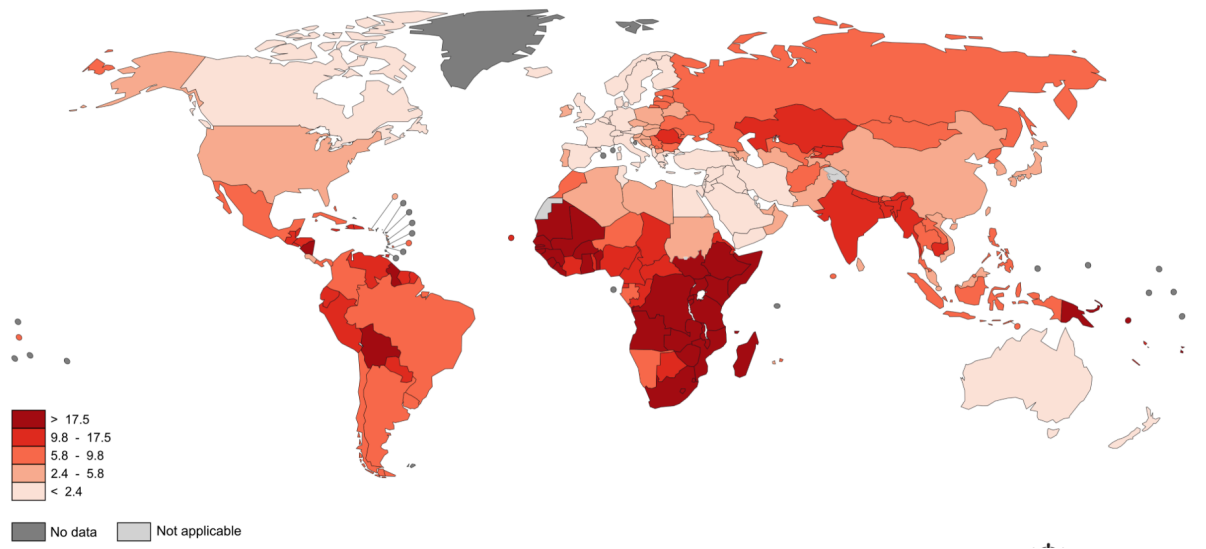 > 17.5
9.8 - 17.5
5.8 - 9.8
2.4 - 5.8
< 2.4
No data
Not applicable